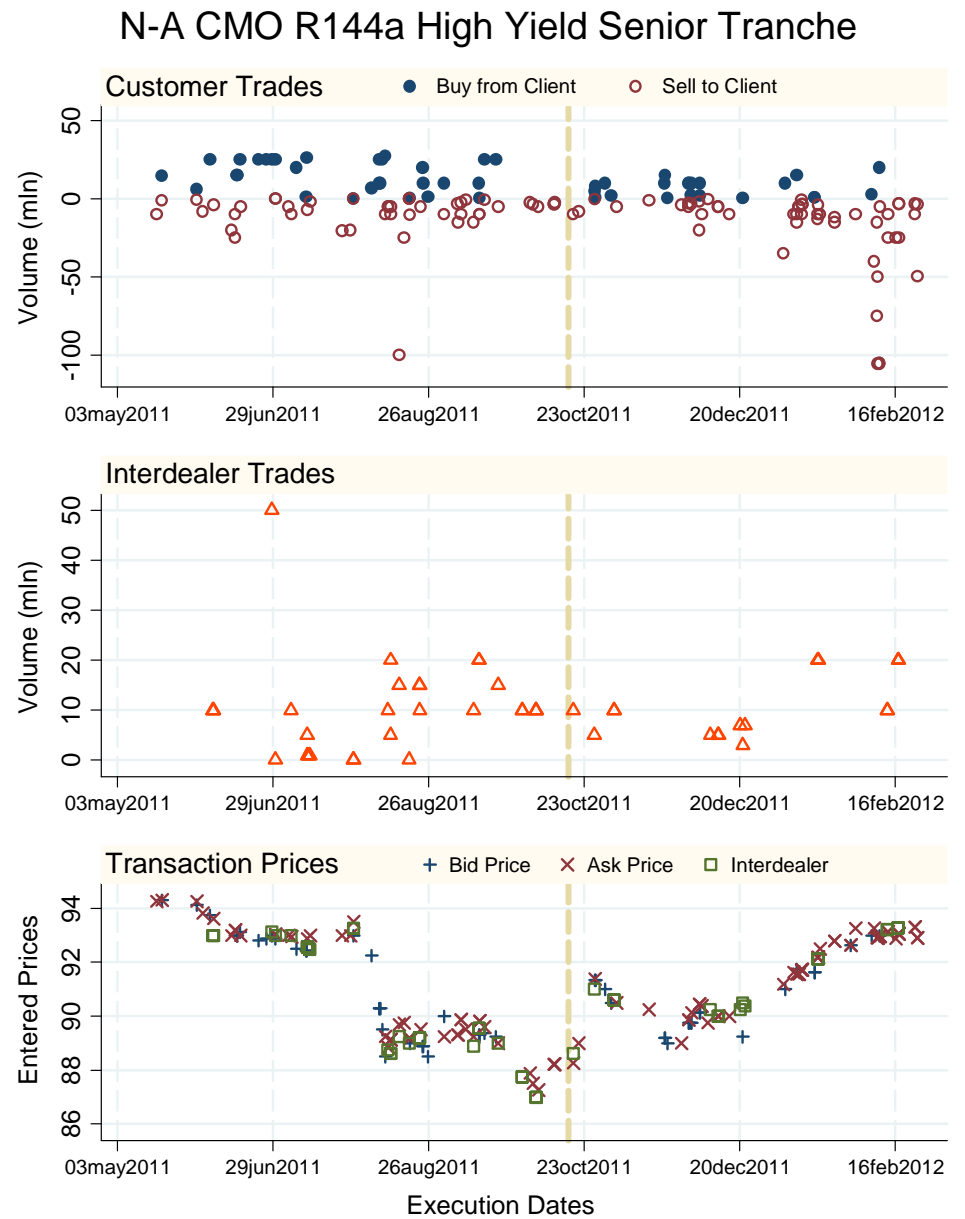 N-A CMO R144a High Yield Senior Tranche
Customer Trades Buy from Client Sell to Client
Volume (mln)
50
0
-50
-100
03may2011 29jun2011 26aug2011 23oct2011 20dec2011 16feb2012
Interdealer Trades
Volume (mln)
50
40
30
20
10
0
03may2011 29jun2011 26aug2011 23oct2011 20dec2011 16feb2012
Transaction Prices Bid Price Ask Price Interdealer
Entered Prices
94
92
90
88
86
03may2011 29jun2011 26aug2011 23oct2011 20dec2011 16feb2012
Execution Dates